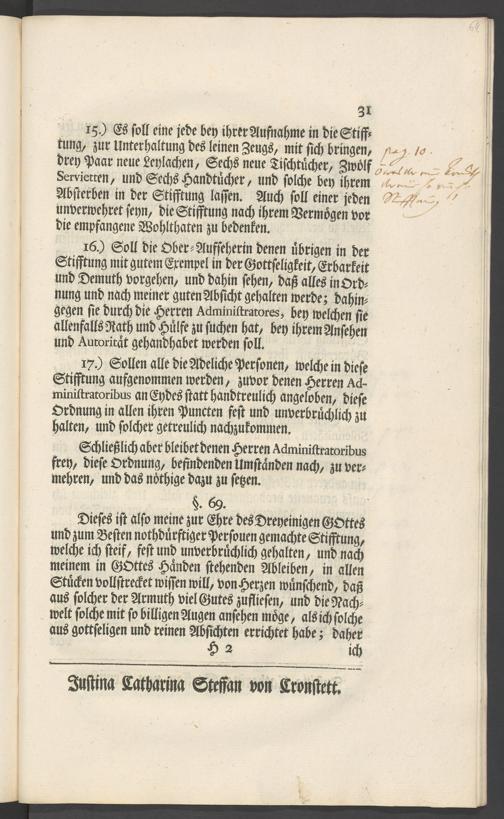 31
15.) Es soll eine jede bey ihrer Aufnahme in die Stiff-
tung, zur Unterhaltung des leinen Zeugs, mit sich bringen,
drey Paar neue Leylachen, Sechs neue Tischtücher, Zwölf
Servietten, und Sechs Handtücher, und solche bey ihrem
Absterben in der Stifftung lassen. Auch soll einer jeden
unverwehret seyn, die Stifftung nach ihrem Vermögen vor
die empfangene Wohlthaten zu bedenken.
16.) Soll die Ober-Aufseherin denen übrigen in der
Stifftung mit gutem Exempel in der Gottseligkeit, Erbarkeit
und Demuth vorgehen, und dahin sehen, daß alles in Ord-
nung und nach meiner guten Absicht gehalten werde; dahin-
gegen sie durch die Herren Administratores, bey welchen sie
allenfalls Rath und Hülfe zu suchen hat, bey ihrem Ansehen
und Autorität gehandhabet werden soll.
17.) Sollen alle die Adeliche Personen, welche in diese
Stifftung aufgenommen werden, zuvor denen Herren Ad-
ministratoribus an Eydes statt handtreulich angeloben, diese
Ordnung in allen ihren Puncten fest und unverbrüchlich zu
halten, und solcher getreulich nachzukommen.
Schließlich aber bleibet denen Herren Administratoribus
frey, diese Ordnung, befindenden Umständen nach, zu ver-
mehren, und das nöthige dazu zu setzen.
§. 69.
Dieses ist also meine zur Ehre des Dreyeinigen GOttes
und zum Besten nothdürftiger Persouen gemachte Stifftung,
welche ich steif, fest und unverbrüchlich gehalten, und nach
meinem in GOttes Händen stehenden Ableiben, in allen
Stücken vollstrecket wissen will, von Herzen wünschend, daß
aus solcher der Armuth viel Gutes zufliesen, und die Nach-
welt solche mit so billigen Augen ansehen möge, als ich solche
aus gottseligen und reinen Absichten errichtet habe; daher
H 2 ich
Justina Catharina Steffan von Cronstett.
pag. 10.
Stifftung